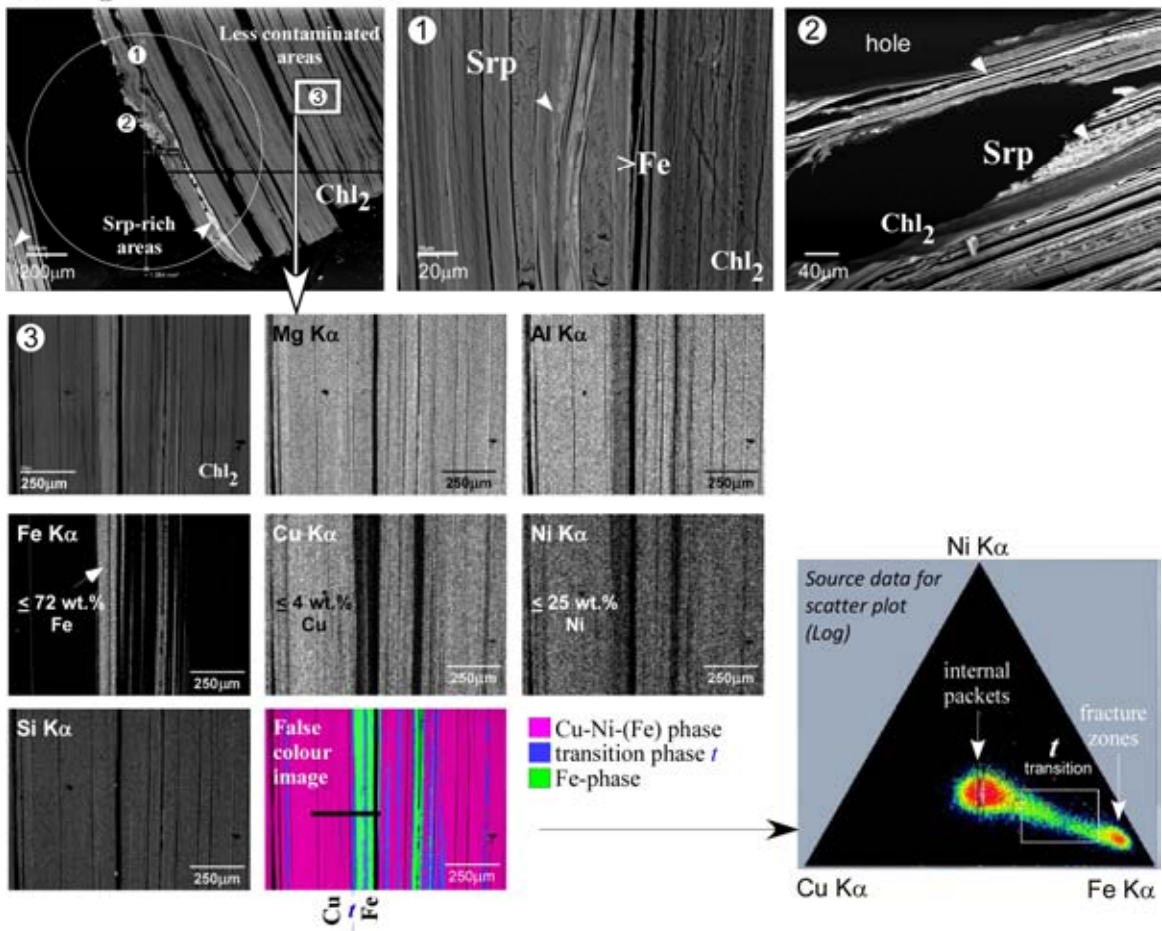 Less contaminated
areas
1
2
3
Chl2
Srp-rich
areas
200µm
1
Srp
>Fe
20µm
Chl2
2
hole
Srp
Chl2
40µm
3
Chl2
250µm
Mg Kα
250µm
Al Kα
250µm
Fe Kα
≤ 72 wt.%
Fe
250µm
Cu Kα
≤ 4 wt.%
Cu
250µm
Ni Kα
≤ 25 wt.%
Ni
250µm
Si Kα
250µm
False
colour
image
250µm
Cu t Fe
Cu-Ni-(Fe) phase
transition phase t
Fe-phase
Ni Kα
Source data for
scatter plot
(Log)
internal
packets
fracture
zones
t
transition
Cu Kα
Fe Kα